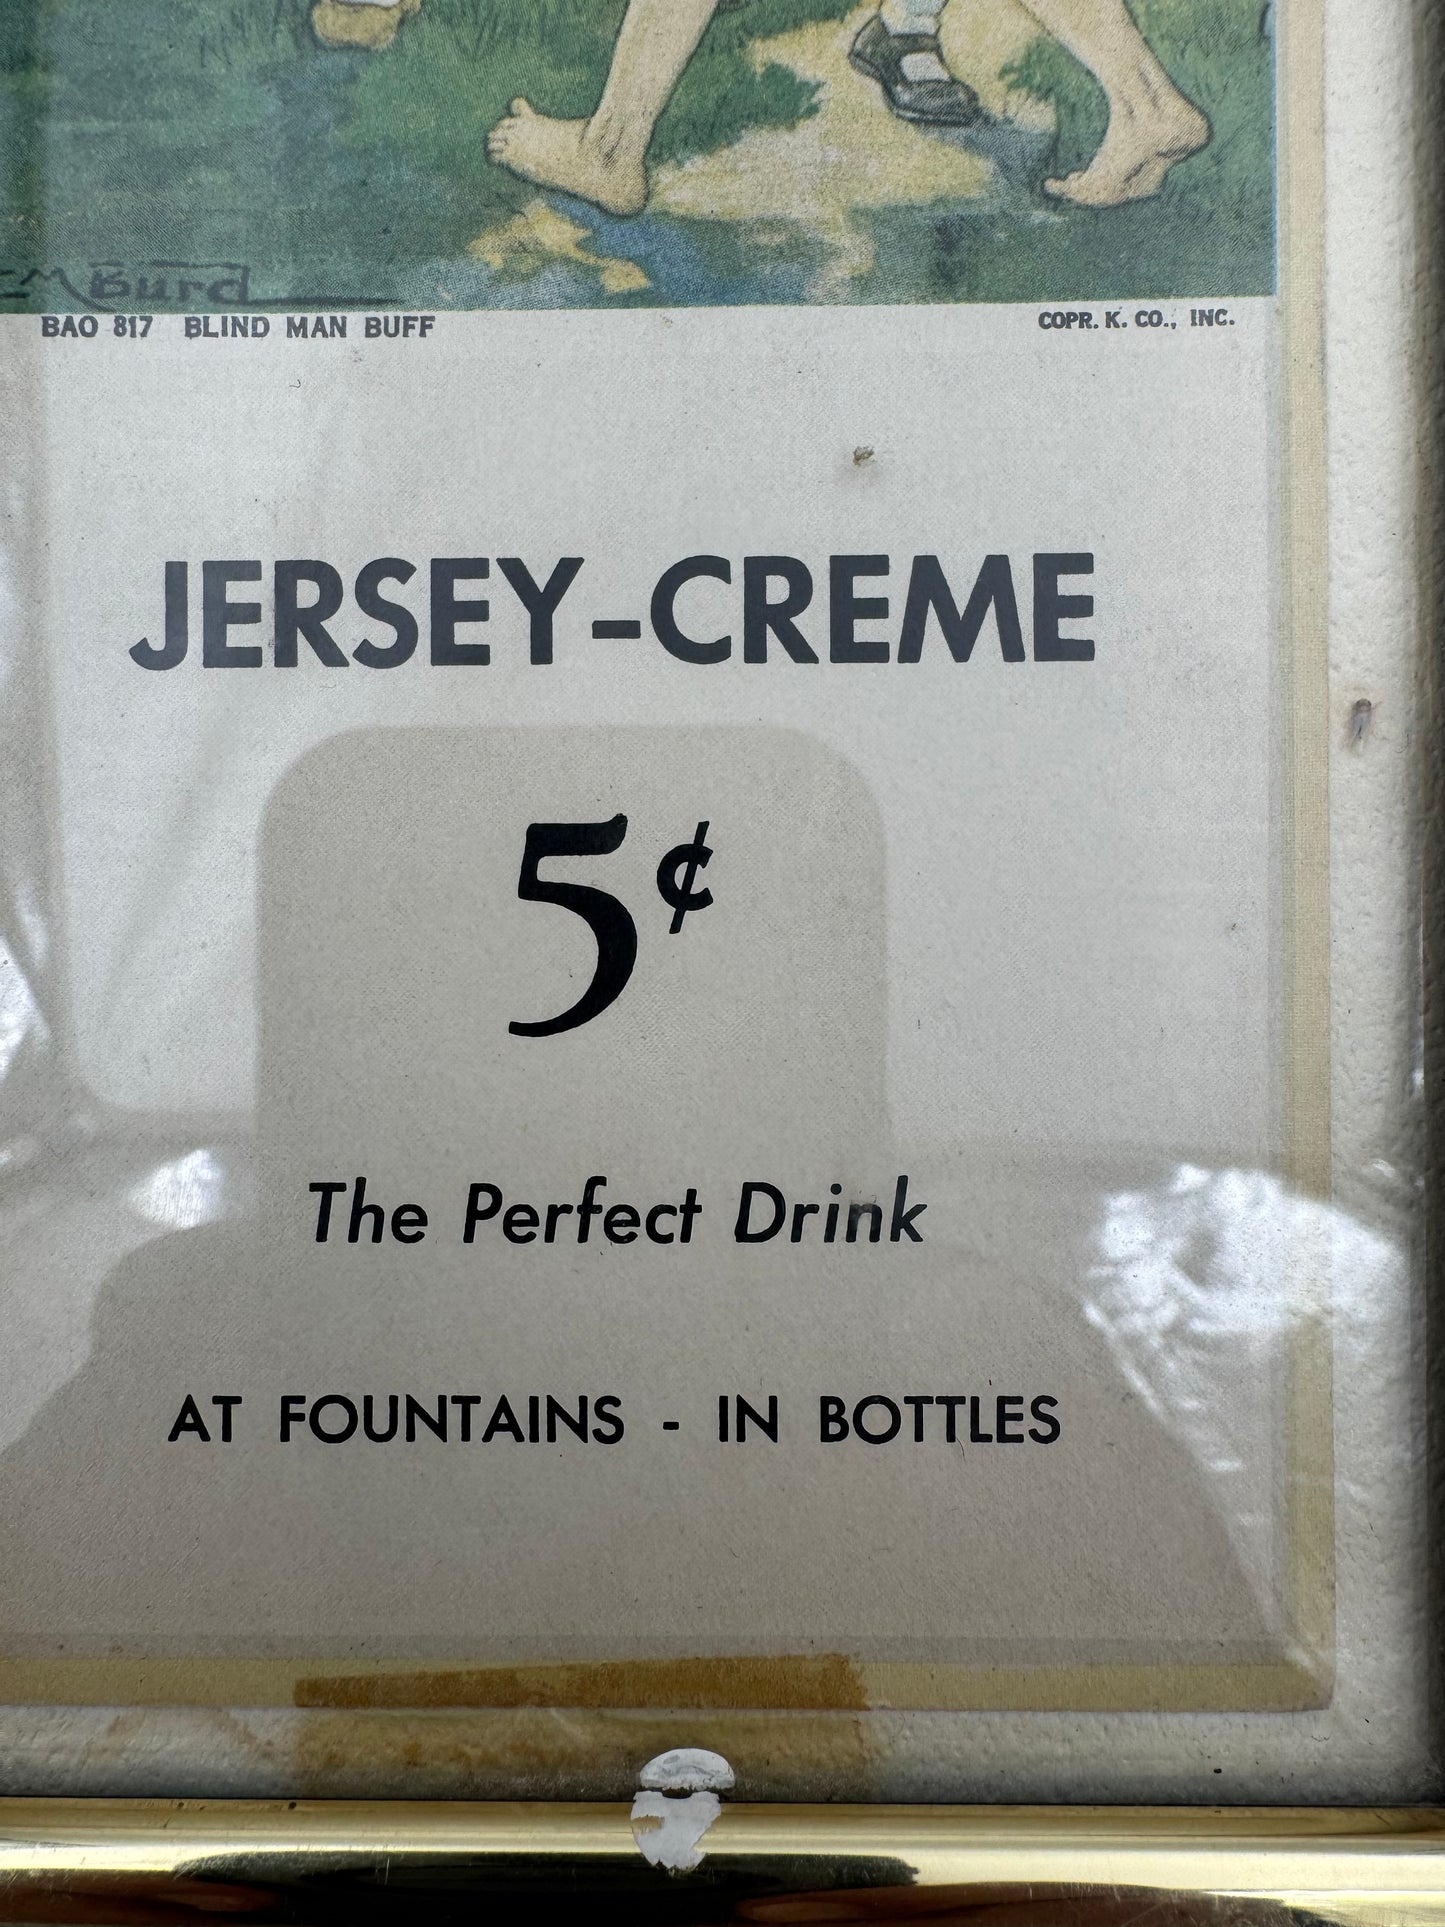 CM Burd
BAO 817 BLIND MAN BUFF
COPR. K. CO., INC.
JERSEY-CREME
5¢
The Perfect Drink
AT FOUNTAINS - IN BOTTLES